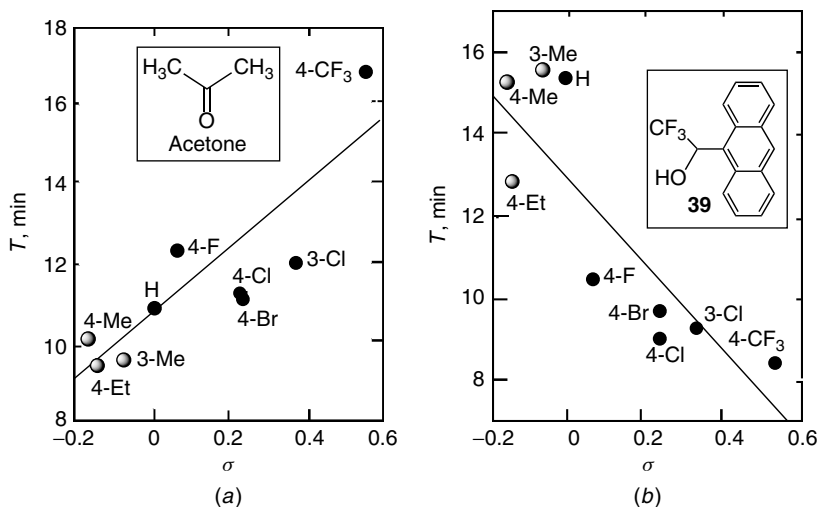 18
16
14
12
10
8
T, min
H₃C CH₃
O
Acetone
4-CF₃
4-F
3-Cl
4-Cl
H
4-Br
4-Me
3-Me
4-Et
−0.2 0 0.2 0.4 0.6
σ
(a)
16
14
12
10
8
T, min
3-Me
H
4-Me
4-Et
CF₃
HO
39
4-F
4-Br
3-Cl
4-CF₃
4-Cl
−0.2 0 0.2 0.4 0.6
σ
(b)